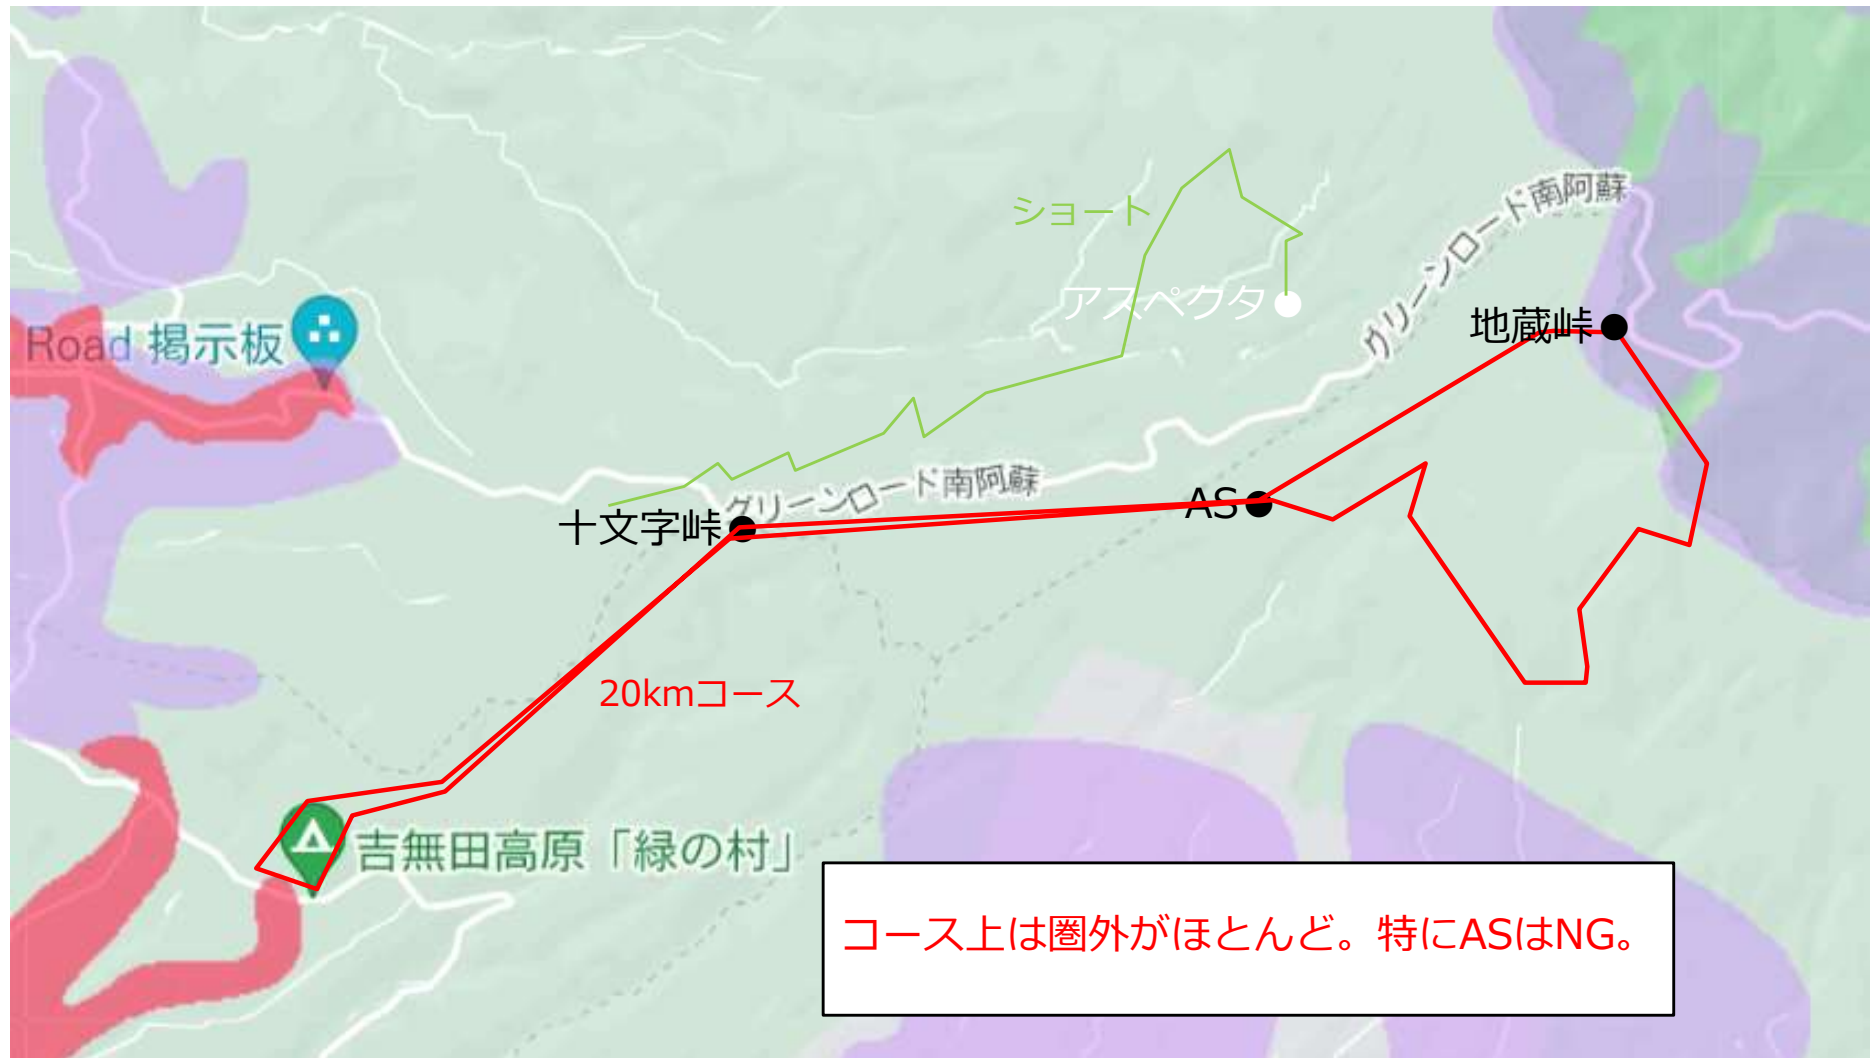 グリーンロード南阿蘇
ショート
アスペクタ
地蔵峠
Road 掲示板
グリーンロード南阿蘇
AS
十文字峠
20kmコース
吉無田高原「緑の村」
コース上は圏外がほとんど。特にASはNG。